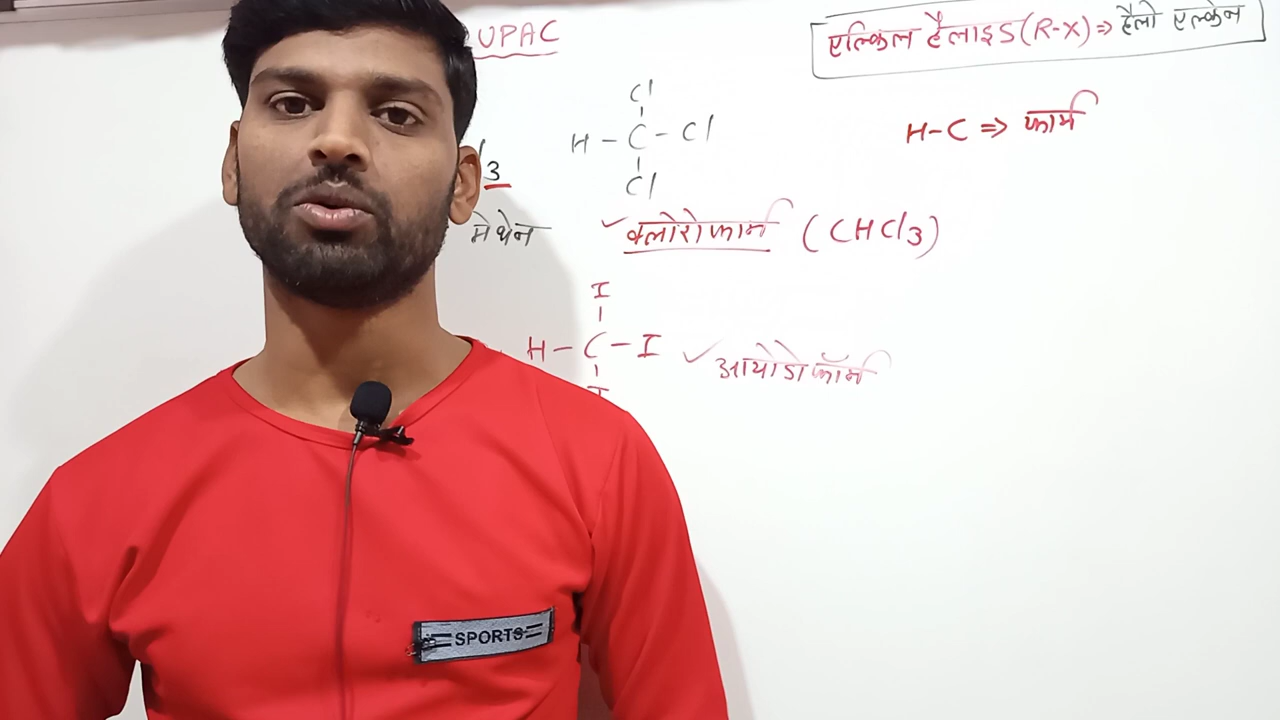 UPAC
एल्किल हैलाइड (R-X) ⇒ हैलो एल्केन
Cl
H - C - Cl
Cl
H-C ⇒ फार्म
3
मेथेन
✓ क्लोरोफार्म (CHCl3)
I
H - C - I
I
✓ आयोडोफॉर्म
SPORTS